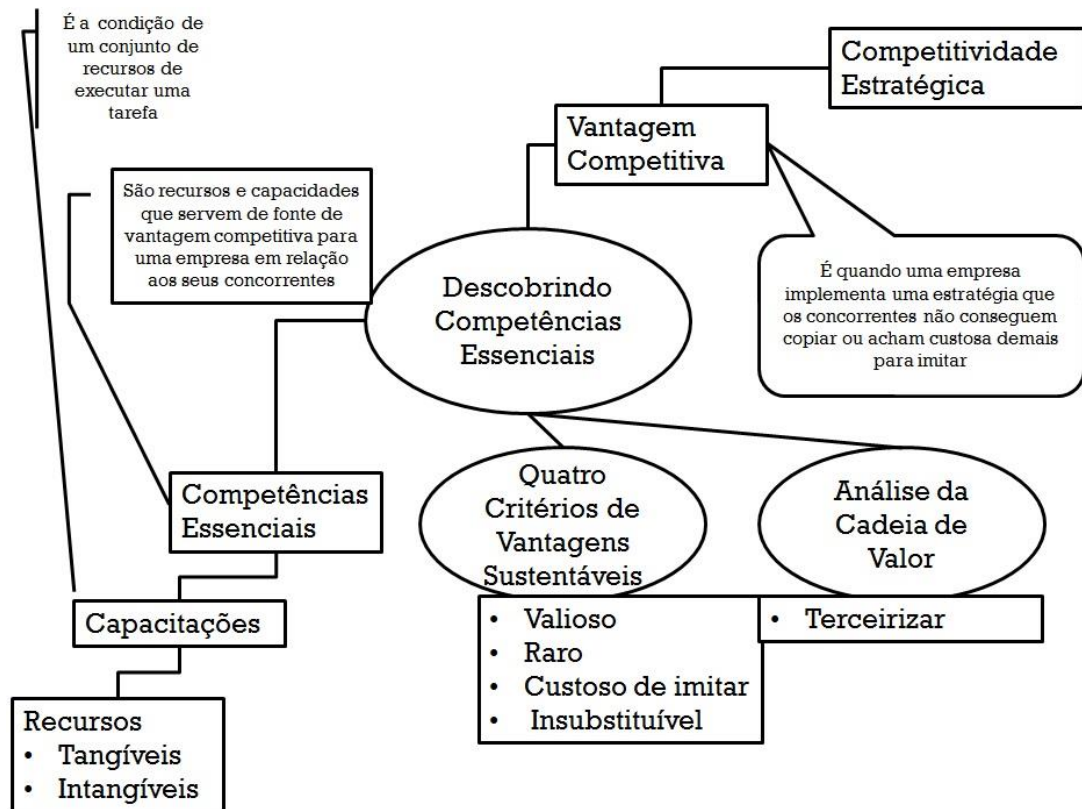 É a condição de
um conjunto de
recursos de
executar uma
tarefa
Competitividade
Estratégica
Vantagem
Competitiva
São recursos e capacidades
que servem de fonte de
vantagem competitiva para
uma empresa em relação
aos seus concorrentes
Descobrindo
Competências
Essenciais
É quando uma empresa
implementa uma estratégia que
os concorrentes não conseguem
copiar ou acham custosa demais
para imitar
Competências
Essenciais
Quatro
Critérios de
Vantagens
Sustentáveis
Análise da
Cadeia de
Valor
Capacitações
• Valioso
• Raro
• Custoso de imitar
• Insubstituível
• Terceirizar
Recursos
• Tangíveis
• Intangíveis